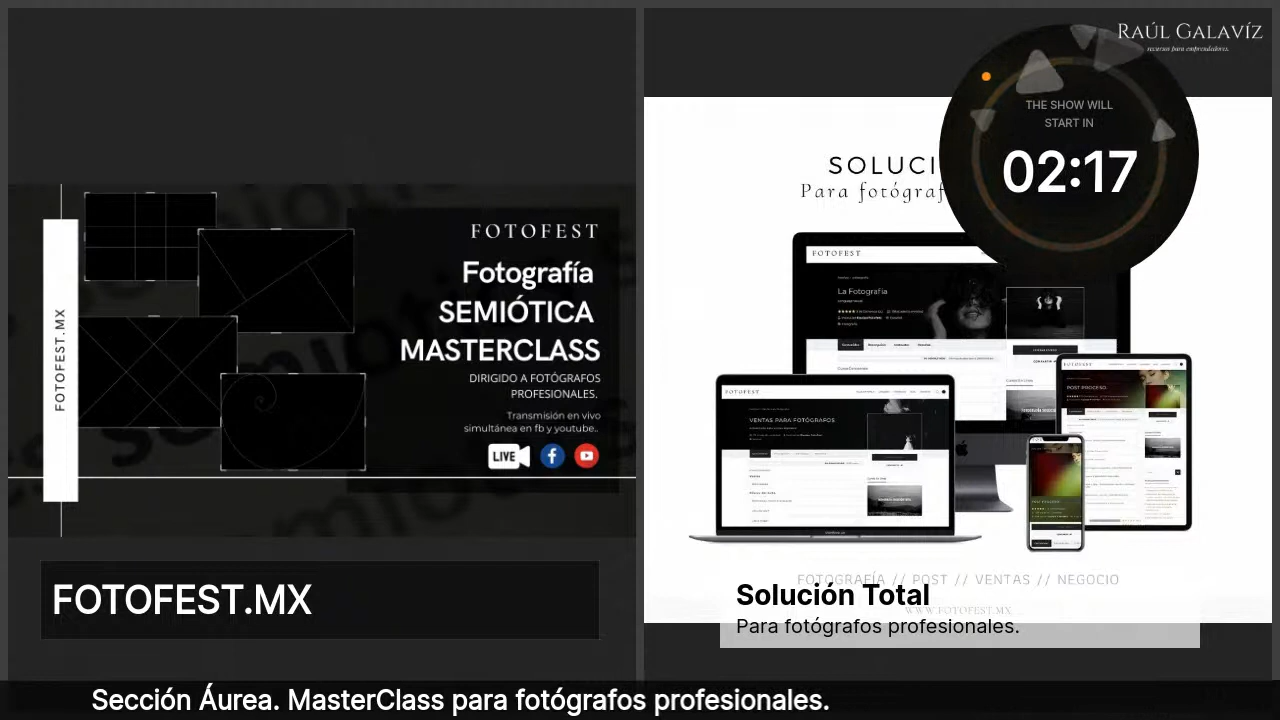 FOTOFEST.MX
FOTOFEST
Fotografía
SEMIÓTICA
MASTERCLASS
DIRIGIDO A FOTÓGRAFOS
PROFESIONALES.
Transmisión en vivo
simultánea en fb y youtube..
LIVE
FOTOFEST.MX
RAÚL GALAVÍZ
recursos para emprendedores.
THE SHOW WILL
START IN
02:17
SOLUCI
Para fotógraf
FOTOFEST
La Fotografía
FOTOFEST
VENTAS PARA FOTÓGRAFOS
POST PROCESO
FOTOGRAFÍA // POST // VENTAS // NEGOCIO
Solución Total
WWW.FOTOFEST.MX
Para fotógrafos profesionales.
Sección Áurea. MasterClass para fotógrafos profesionales.